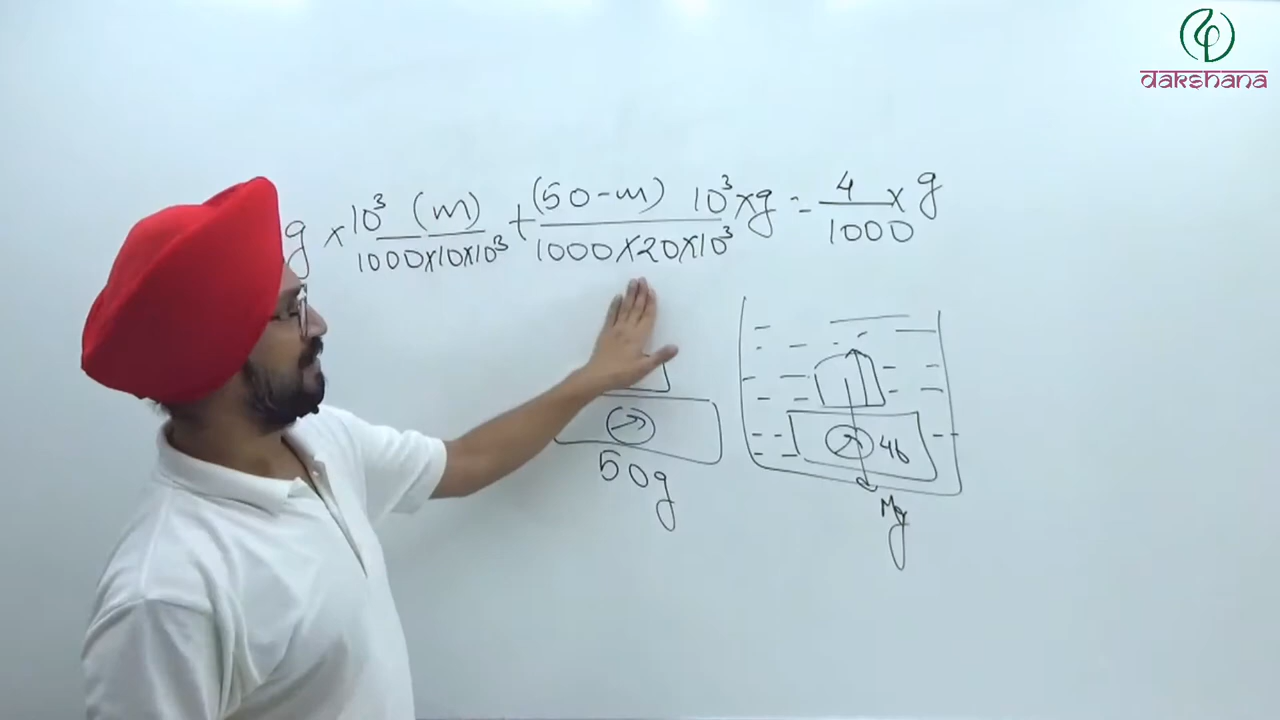 dakshana
g × 10³ (m) / 1000×10×10³ + (50-m) 10³ × g / 1000×20×10³ = 4 / 1000 × g
46
50g
Mg